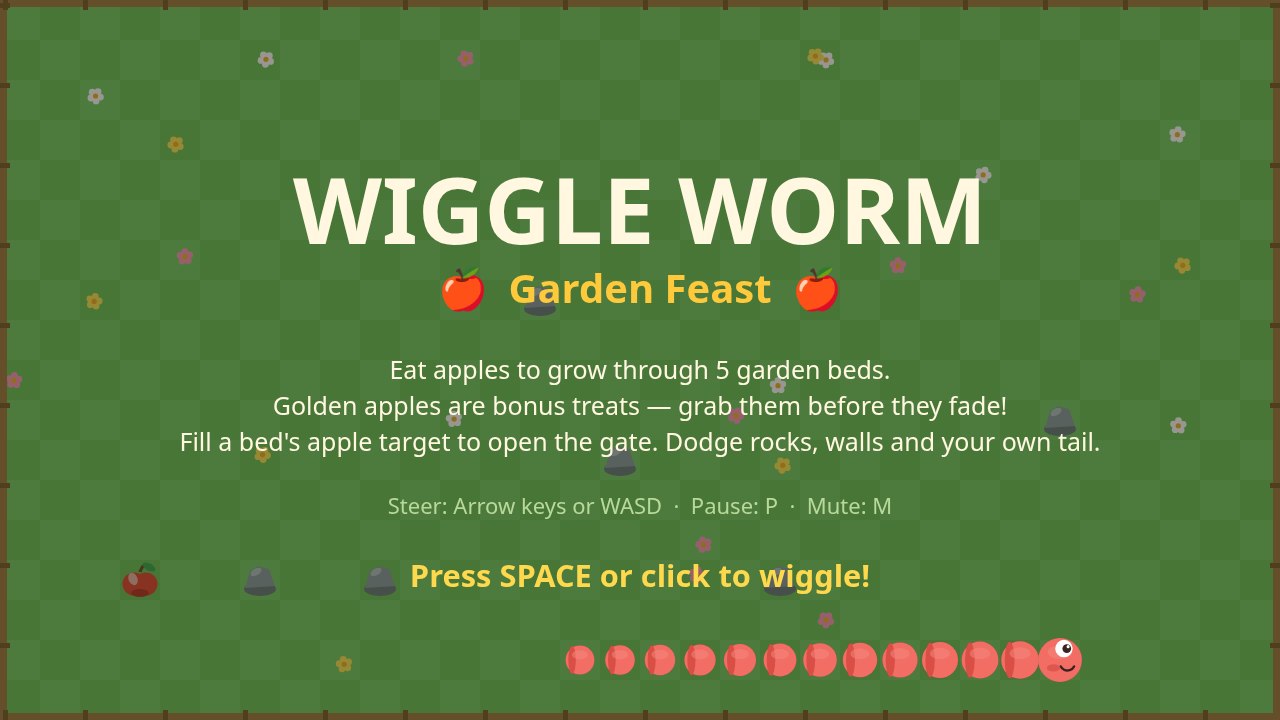 WIGGLE WORM
🍎 Garden Feast 🍎
Eat apples to grow through 5 garden beds.
Golden apples are bonus treats — grab them before they fade!
Fill a bed's apple target to open the gate. Dodge rocks, walls and your own tail.
Steer: Arrow keys or WASD · Pause: P · Mute: M
Press SPACE or click to wiggle!